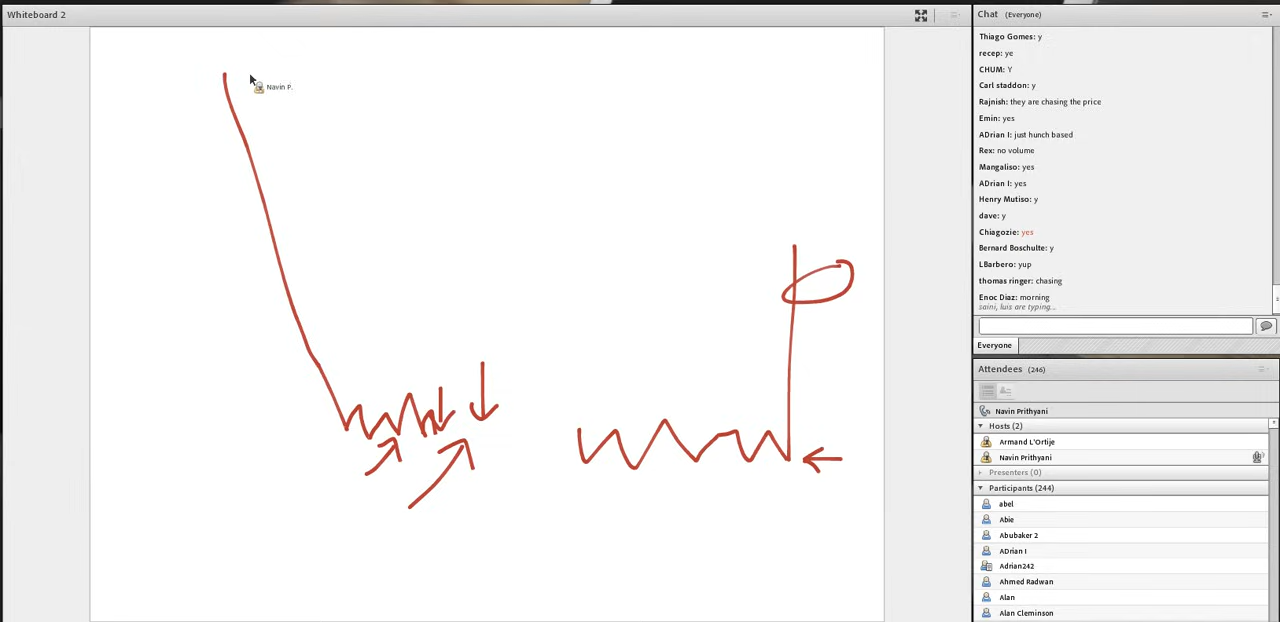 Whiteboard 2
Navin P.
Chat (Everyone)
Thiago Gomes: y
recep: ye
CHUM: Y
Carl staddon: y
Rajnish: they are chasing the price
Emin: yes
ADrian I: just hunch based
Rex: no volume
Mangaliso: yes
ADrian I: yes
Henry Mutiso: y
dave: y
Chiagozie: yes
Bernard Boschulte: y
LBarbero: yup
thomas ringer: chasing
Enoc Diaz: morning
saini, luis are typing...
Everyone
Attendees (246)
Navin Prithyani
Hosts (2)
Armand L'Ortije
Navin Prithyani
Presenters (0)
Participants (244)
abel
Abie
Abubaker 2
ADrian I
Adrian242
Ahmed Radwan
Alan
Alan Cleminson